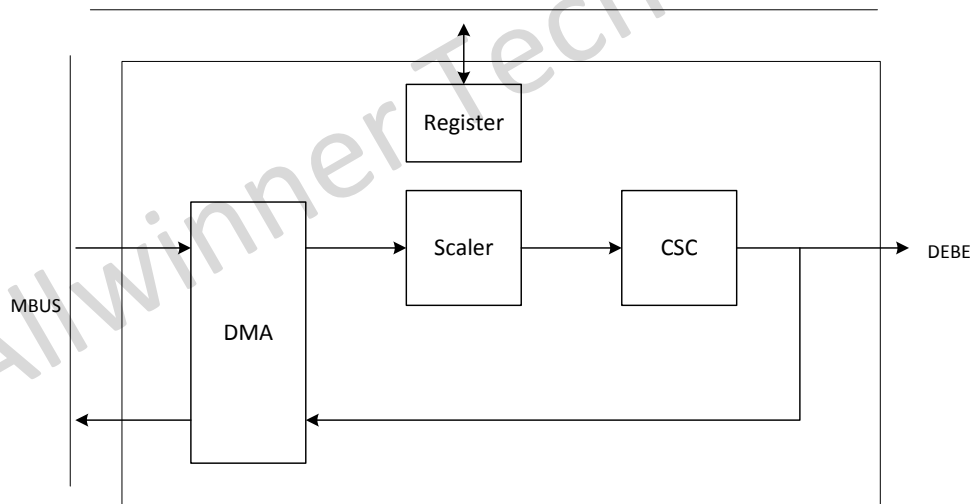 Allwinner Tech
Register
Scaler
CSC
DEBE
MBUS
DMA